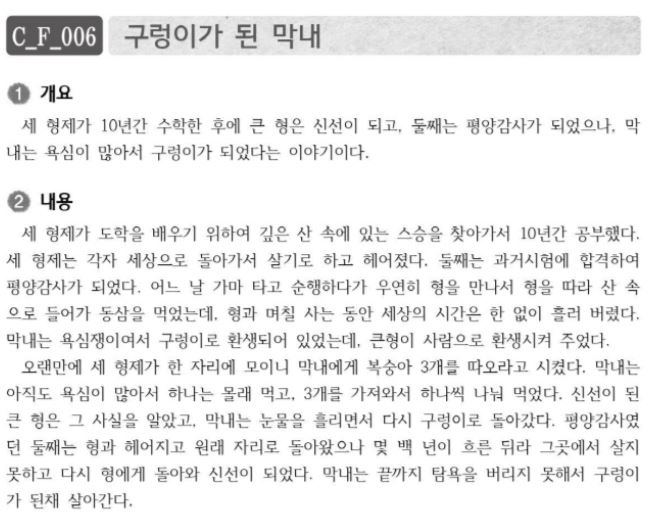 C_F_006 구렁이가 된 막내
1 개요
세 형제가 10년간 수학한 후에 큰 형은 신선이 되고, 둘째는 평양감사가 되었으나, 막
내는 욕심이 많아서 구렁이가 되었다는 이야기이다.
2 내용
세 형제가 도학을 배우기 위하여 깊은 산 속에 있는 스승을 찾아가서 10년간 공부했다.
세 형제는 각자 세상으로 돌아가서 살기로 하고 헤어졌다. 둘째는 과거시험에 합격하여
평양감사가 되었다. 어느 날 가마 타고 순행하다가 우연히 형을 만나서 형을 따라 산 속
으로 들어가 동삼을 먹었는데, 형과 며칠 사는 동안 세상의 시간은 한 없이 흘러 버렸다.
막내는 욕심쟁이여서 구렁이로 환생되어 있었는데, 큰형이 사람으로 환생시켜 주었다.
오랜만에 세 형제가 한 자리에 모이니 막내에게 복숭아 3개를 따오라고 시켰다. 막내는
아직도 욕심이 많아서 하나는 몰래 먹고, 3개를 가져와서 하나씩 나눠 먹었다. 신선이 된
큰 형은 그 사실을 알았고, 막내는 눈물을 흘리면서 다시 구렁이로 돌아갔다. 평양감사였
던 둘째는 형과 헤어지고 원래 자리로 돌아왔으나 몇 백 년이 흐른 뒤라 그곳에서 살지
못하고 다시 형에게 돌아와 신선이 되었다. 막내는 끝까지 탐욕을 버리지 못해서 구렁이
가 된채 살아간다.